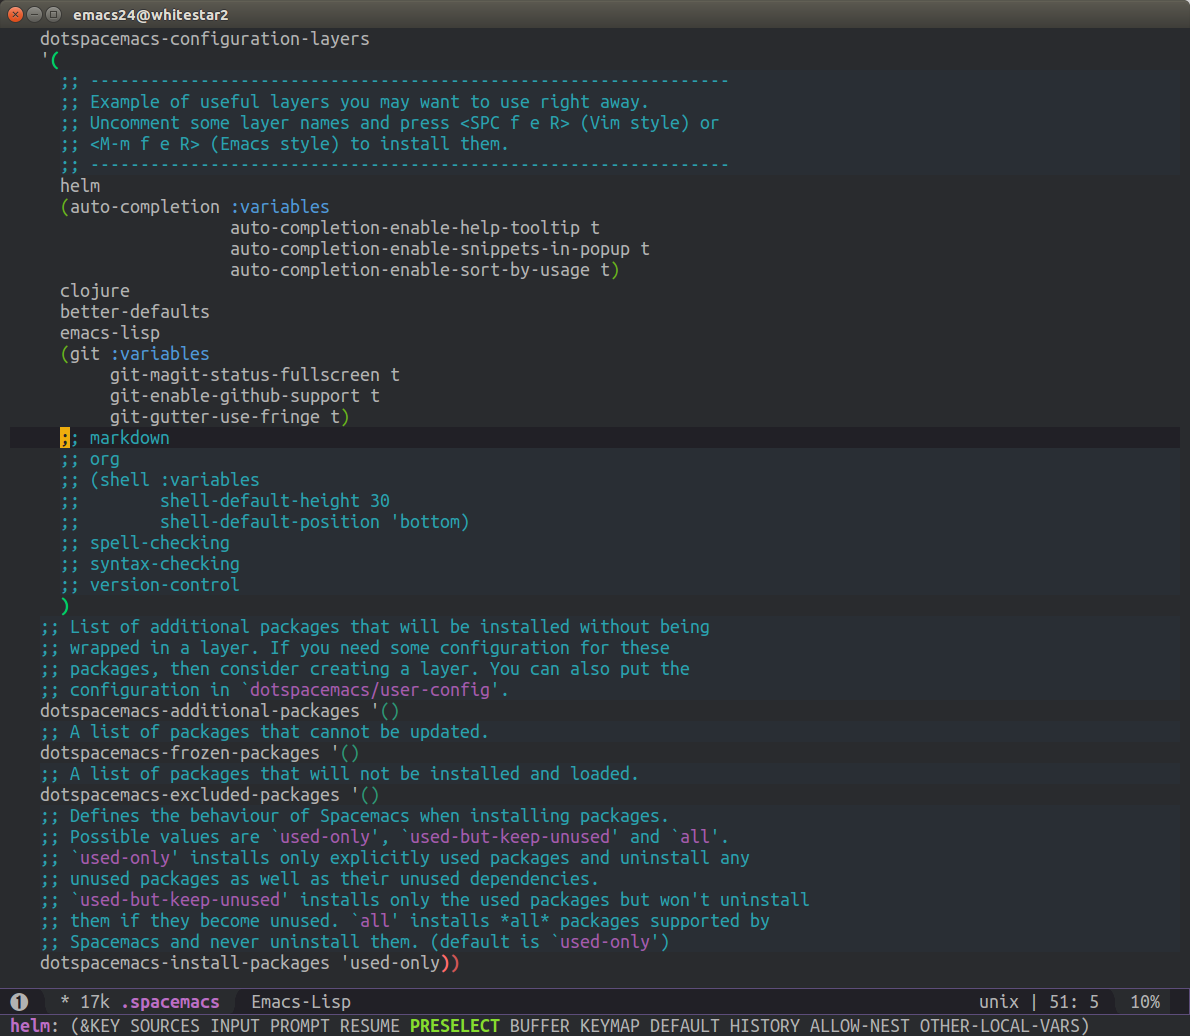 emacs24@whitestar2
dotspacemacs-configuration-layers
'(
;; ----------------------------------------------------------------
;; Example of useful layers you may want to use right away.
;; Uncomment some layer names and press <SPC f e R> (Vim style) or
;; <M-m f e R> (Emacs style) to install them.
;; ----------------------------------------------------------------
helm
(auto-completion :variables
auto-completion-enable-help-tooltip t
auto-completion-enable-snippets-in-popup t
auto-completion-enable-sort-by-usage t)
clojure
better-defaults
emacs-lisp
(git :variables
git-magit-status-fullscreen t
git-enable-github-support t
git-gutter-use-fringe t)
;; markdown
;; org
;; (shell :variables
;;        shell-default-height 30
;;        shell-default-position 'bottom)
;; spell-checking
;; syntax-checking
;; version-control
)
;; List of additional packages that will be installed without being
;; wrapped in a layer. If you need some configuration for these
;; packages, then consider creating a layer. You can also put the
;; configuration in `dotspacemacs/user-config'.
dotspacemacs-additional-packages '()
;; A list of packages that cannot be updated.
dotspacemacs-frozen-packages '()
;; A list of packages that will not be installed and loaded.
dotspacemacs-excluded-packages '()
;; Defines the behaviour of Spacemacs when installing packages.
;; Possible values are `used-only', `used-but-keep-unused' and `all'.
;; `used-only' installs only explicitly used packages and uninstall any
;; unused packages as well as their unused dependencies.
;; `used-but-keep-unused' installs only the used packages but won't uninstall
;; them if they become unused. `all' installs *all* packages supported by
;; Spacemacs and never uninstall them. (default is `used-only')
dotspacemacs-install-packages 'used-only))
❶ * 17k .spacemacs Emacs-Lisp unix | 51: 5 10%
helm: (&KEY SOURCES INPUT PROMPT RESUME PRESELECT BUFFER KEYMAP DEFAULT HISTORY ALLOW-NEST OTHER-LOCAL-VARS)